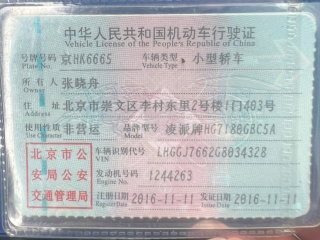 中华人民共和国机动车行驶证
Vehicle License of the People's Republic of China
号牌号码 京HK6665 车辆类型 小型轿车
Plate No. Vehicle Type
所有人 张晓舟
Owner
住址 北京市崇文区李村东里2号楼1门403号
Address
使用性质 非营运 品牌型号 凌派牌HG7180GBC5A
Use Character Model
北京市公安局公安交通管理局
车辆识别代号 LHGGJ7662G8034328
VIN
发动机号码 1244263
Engine No.
注册日期 2016-11-11 发证日期 2016-11-11
Register Date Issue Date